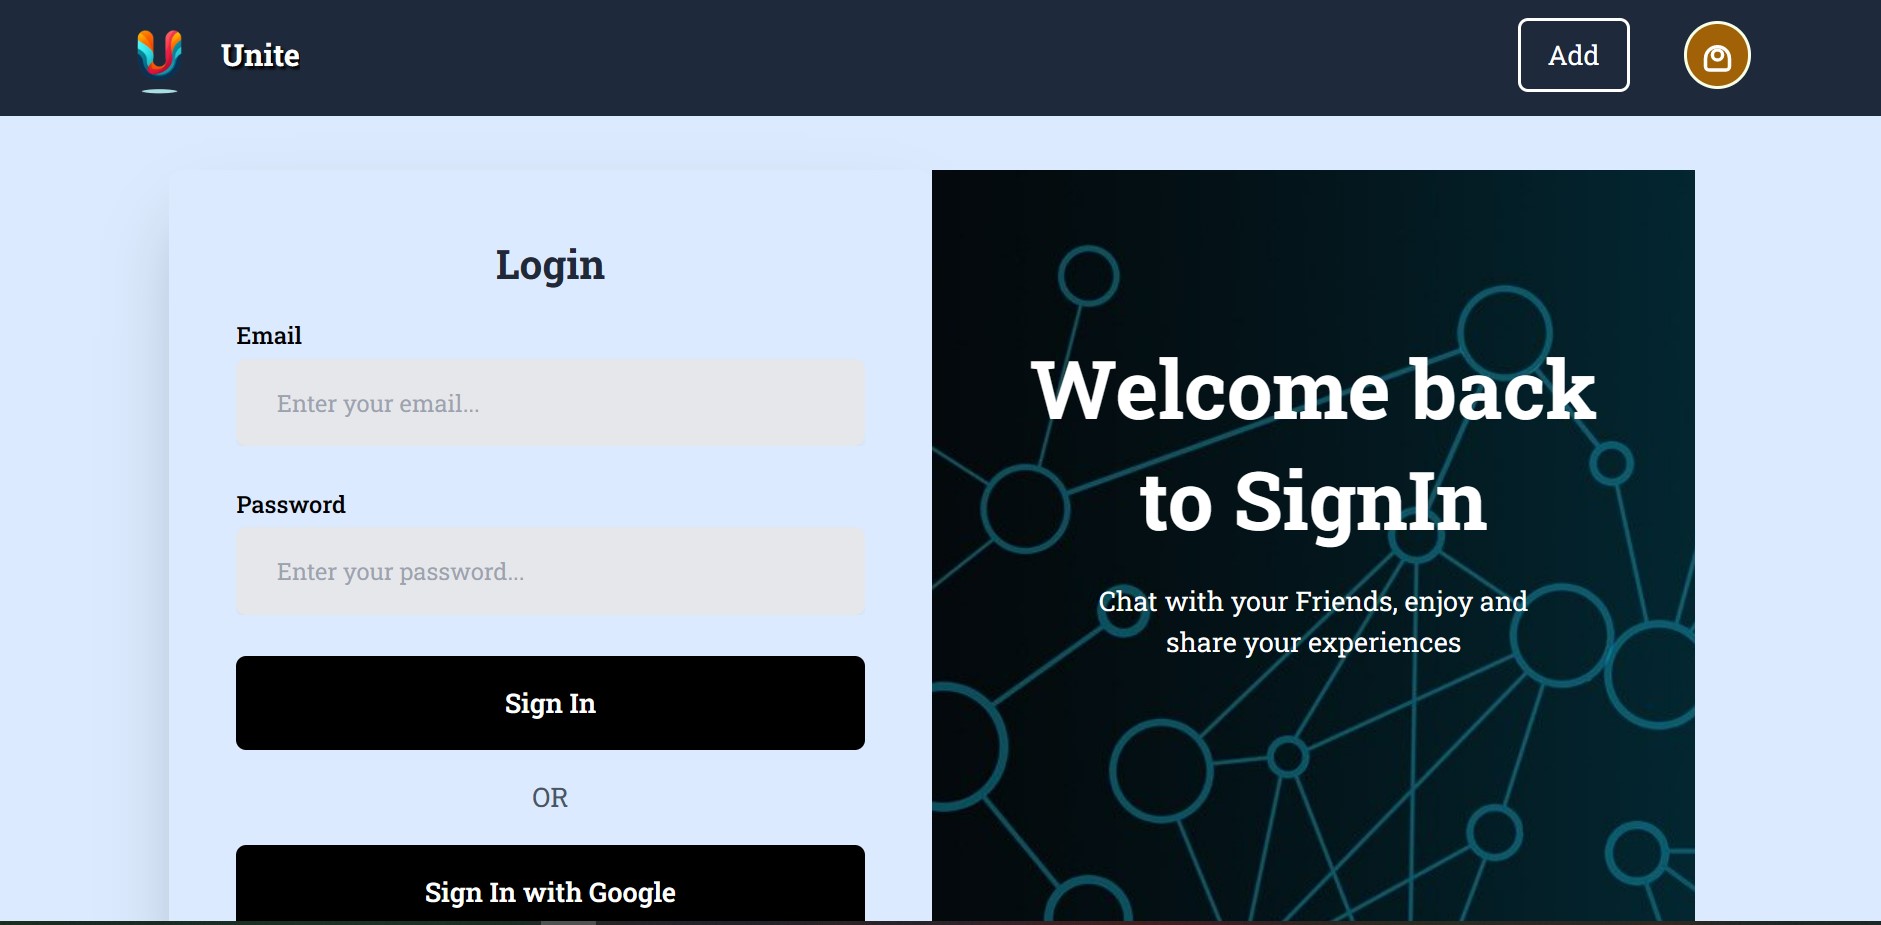 Unite
Add
Login
Email
Enter your email...
Password
Enter your password...
Sign In
OR
Sign In with Google
Welcome back
to SignIn
Chat with your Friends, enjoy and
share your experiences